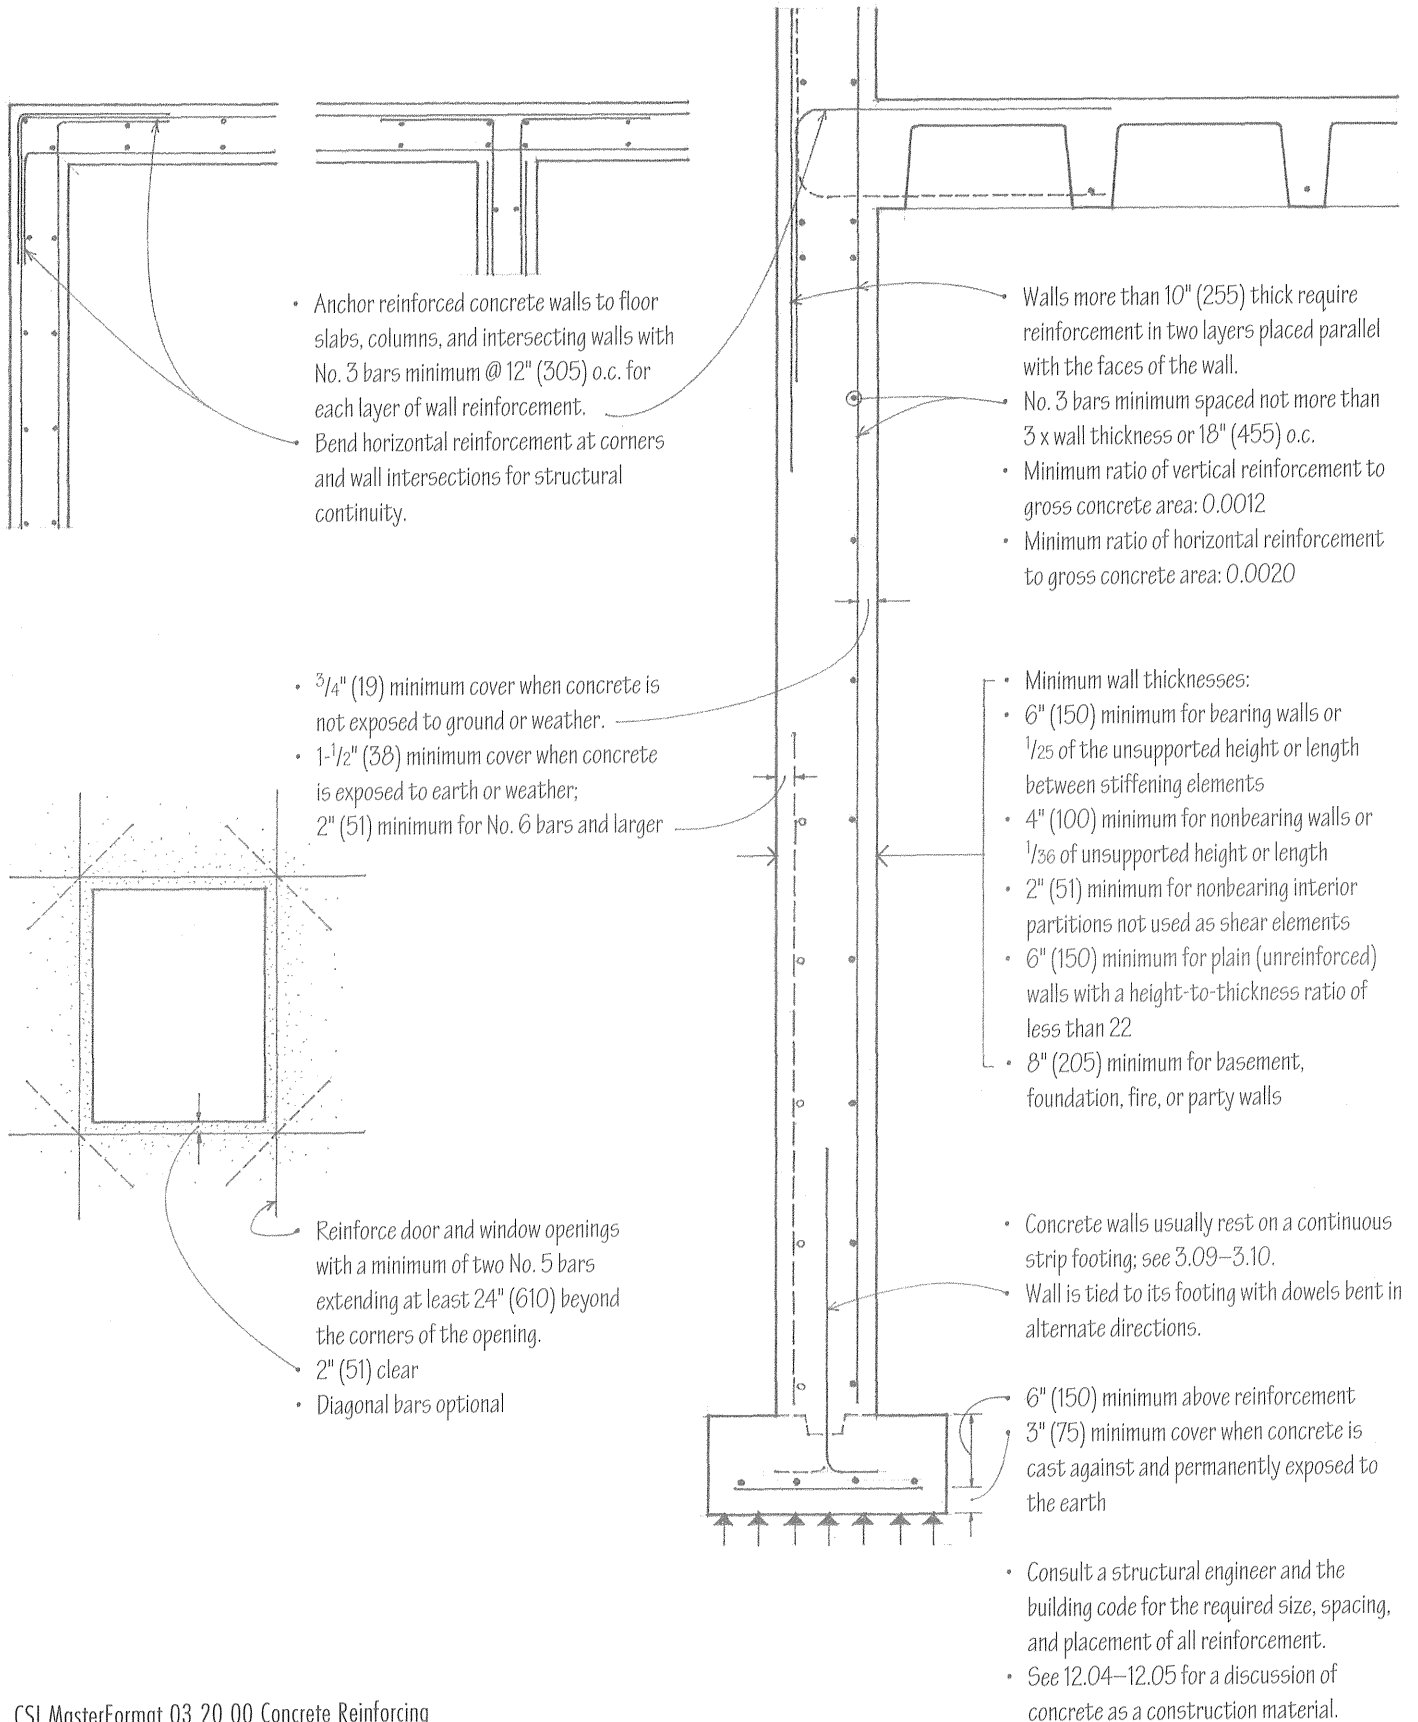 • Anchor reinforced concrete walls to floor
slabs, columns, and intersecting walls with
No. 3 bars minimum @ 12" (305) o.c. for
each layer of wall reinforcement.
• Bend horizontal reinforcement at corners
and wall intersections for structural
continuity.
• 3/4" (19) minimum cover when concrete is
not exposed to ground or weather.
• 1-1/2" (38) minimum cover when concrete
is exposed to earth or weather;
2" (51) minimum for No. 6 bars and larger
• Reinforce door and window openings
with a minimum of two No. 5 bars
extending at least 24" (610) beyond
the corners of the opening.
• 2" (51) clear
• Diagonal bars optional
• Walls more than 10" (255) thick require
reinforcement in two layers placed parallel
with the faces of the wall.
• No. 3 bars minimum spaced not more than
3 x wall thickness or 18" (455) o.c.
• Minimum ratio of vertical reinforcement to
gross concrete area: 0.0012
• Minimum ratio of horizontal reinforcement
to gross concrete area: 0.0020
• Minimum wall thicknesses:
• 6" (150) minimum for bearing walls or
1/25 of the unsupported height or length
between stiffening elements
• 4" (100) minimum for nonbearing walls or
1/36 of unsupported height or length
• 2" (51) minimum for nonbearing interior
partitions not used as shear elements
• 6" (150) minimum for plain (unreinforced)
walls with a height-to-thickness ratio of
less than 22
• 8" (205) minimum for basement,
foundation, fire, or party walls
• Concrete walls usually rest on a continuous
strip footing; see 3.09–3.10.
• Wall is tied to its footing with dowels bent in
alternate directions.
• 6" (150) minimum above reinforcement
• 3" (75) minimum cover when concrete is
cast against and permanently exposed to
the earth
• Consult a structural engineer and the
building code for the required size, spacing,
and placement of all reinforcement.
• See 12.04–12.05 for a discussion of
concrete as a construction material.
CSI MasterFormat 03 20 00 Concrete Reinforcing